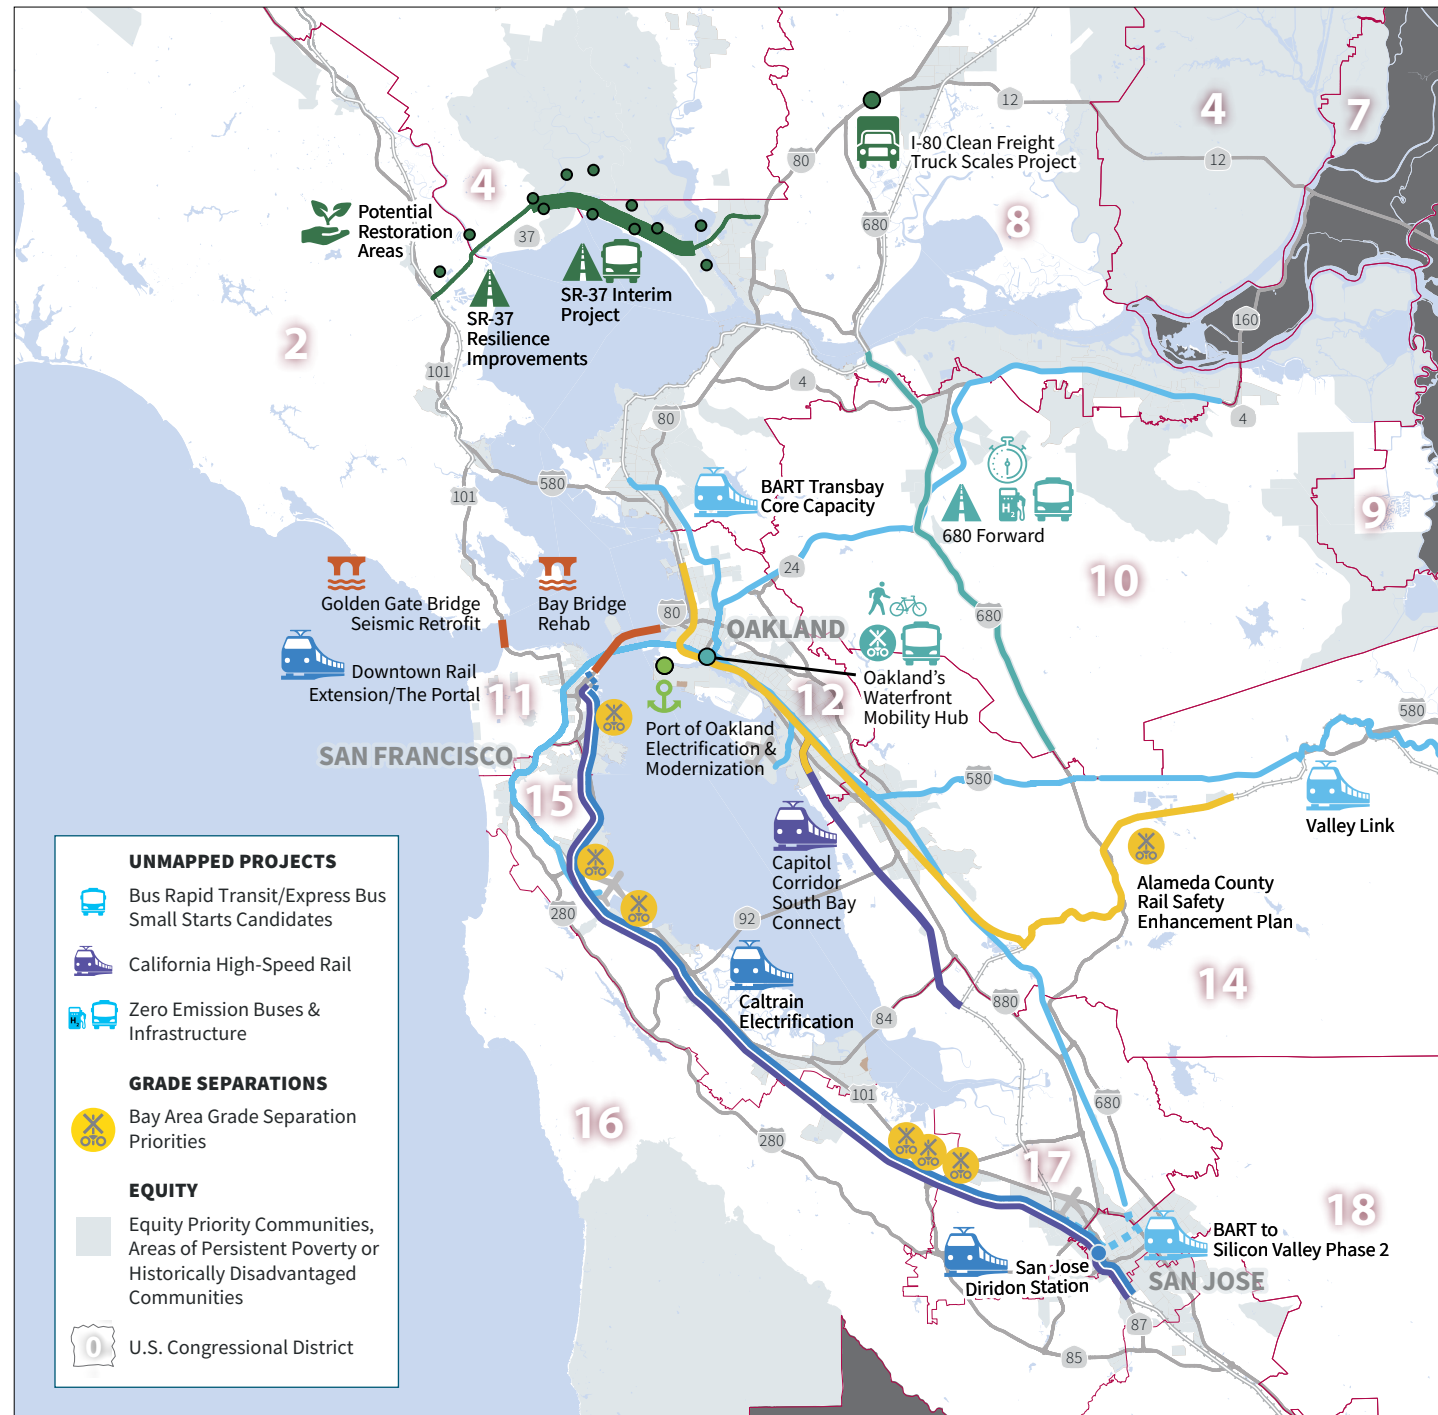 12
4
7
80
I-80 Clean Freight
Truck Scales Project
12
4
Potential
Restoration
Areas
37
680
8
SR-37 Interim
Project
SR-37
Resilience
Improvements
160
2
101
4
80
4
580
101
BART Transbay
Core Capacity
H2
680 Forward
9
24
10
Golden Gate Bridge
Seismic Retrofit
Bay Bridge
Rehab
80
680
OAKLAND
Downtown Rail
Extension/The Portal
11
12
Oakland's
Waterfront
Mobility Hub
580
Port of Oakland
Electrification &
Modernization
SAN FRANCISCO
580
15
Valley Link
Capitol
Corridor
South Bay
Connect
Alameda County
Rail Safety
Enhancement Plan
280
92
14
Caltrain
Electrification
880
84
101
680
16
280
17
18
BART to
Silicon Valley Phase 2
San Jose
Diridon Station
SAN JOSE
87
85
UNMAPPED PROJECTS
Bus Rapid Transit/Express Bus
Small Starts Candidates
California High-Speed Rail
H2
Zero Emission Buses &
Infrastructure
GRADE SEPARATIONS
Bay Area Grade Separation
Priorities
EQUITY
Equity Priority Communities,
Areas of Persistent Poverty or
Historically Disadvantaged
Communities
0
U.S. Congressional District